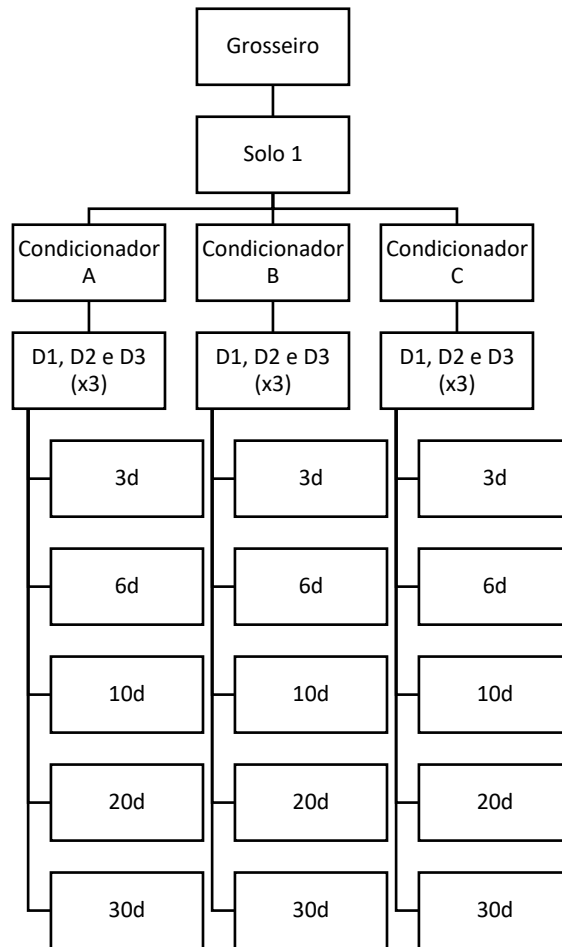 Grosseiro
Solo 1
Condicionador
A
Condicionador
B
Condicionador
C
D1, D2 e D3
(x3)
D1, D2 e D3
(x3)
D1, D2 e D3
(x3)
3d
3d
3d
6d
6d
6d
10d
10d
10d
20d
20d
20d
30d
30d
30d